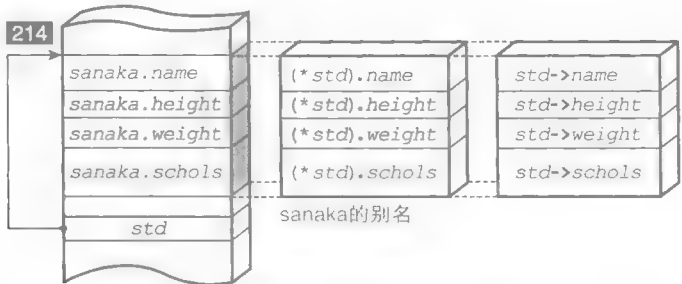 214
sanaka.name
sanaka.height
sanaka.weight
sanaka.schols
std
(*std).name
(*std).height
(*std).weight
(*std).schols
sanaka的别名
std->name
std->height
std->weight
std->schols